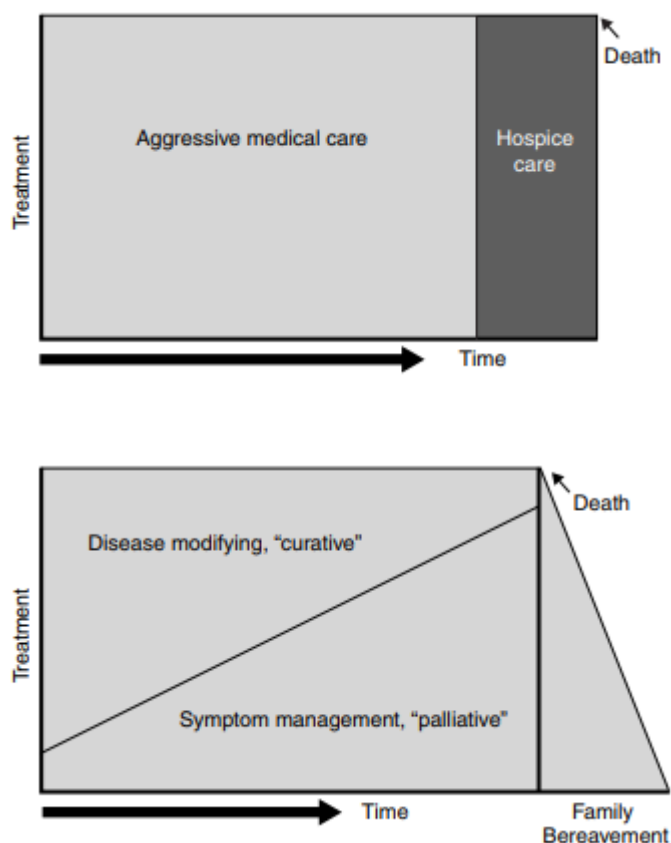 Death
Aggressive medical care
Hospice
care
Treatment
Time
Death
Disease modifying, “curative”
Treatment
Symptom management, “palliative”
Time
Family
Bereavement